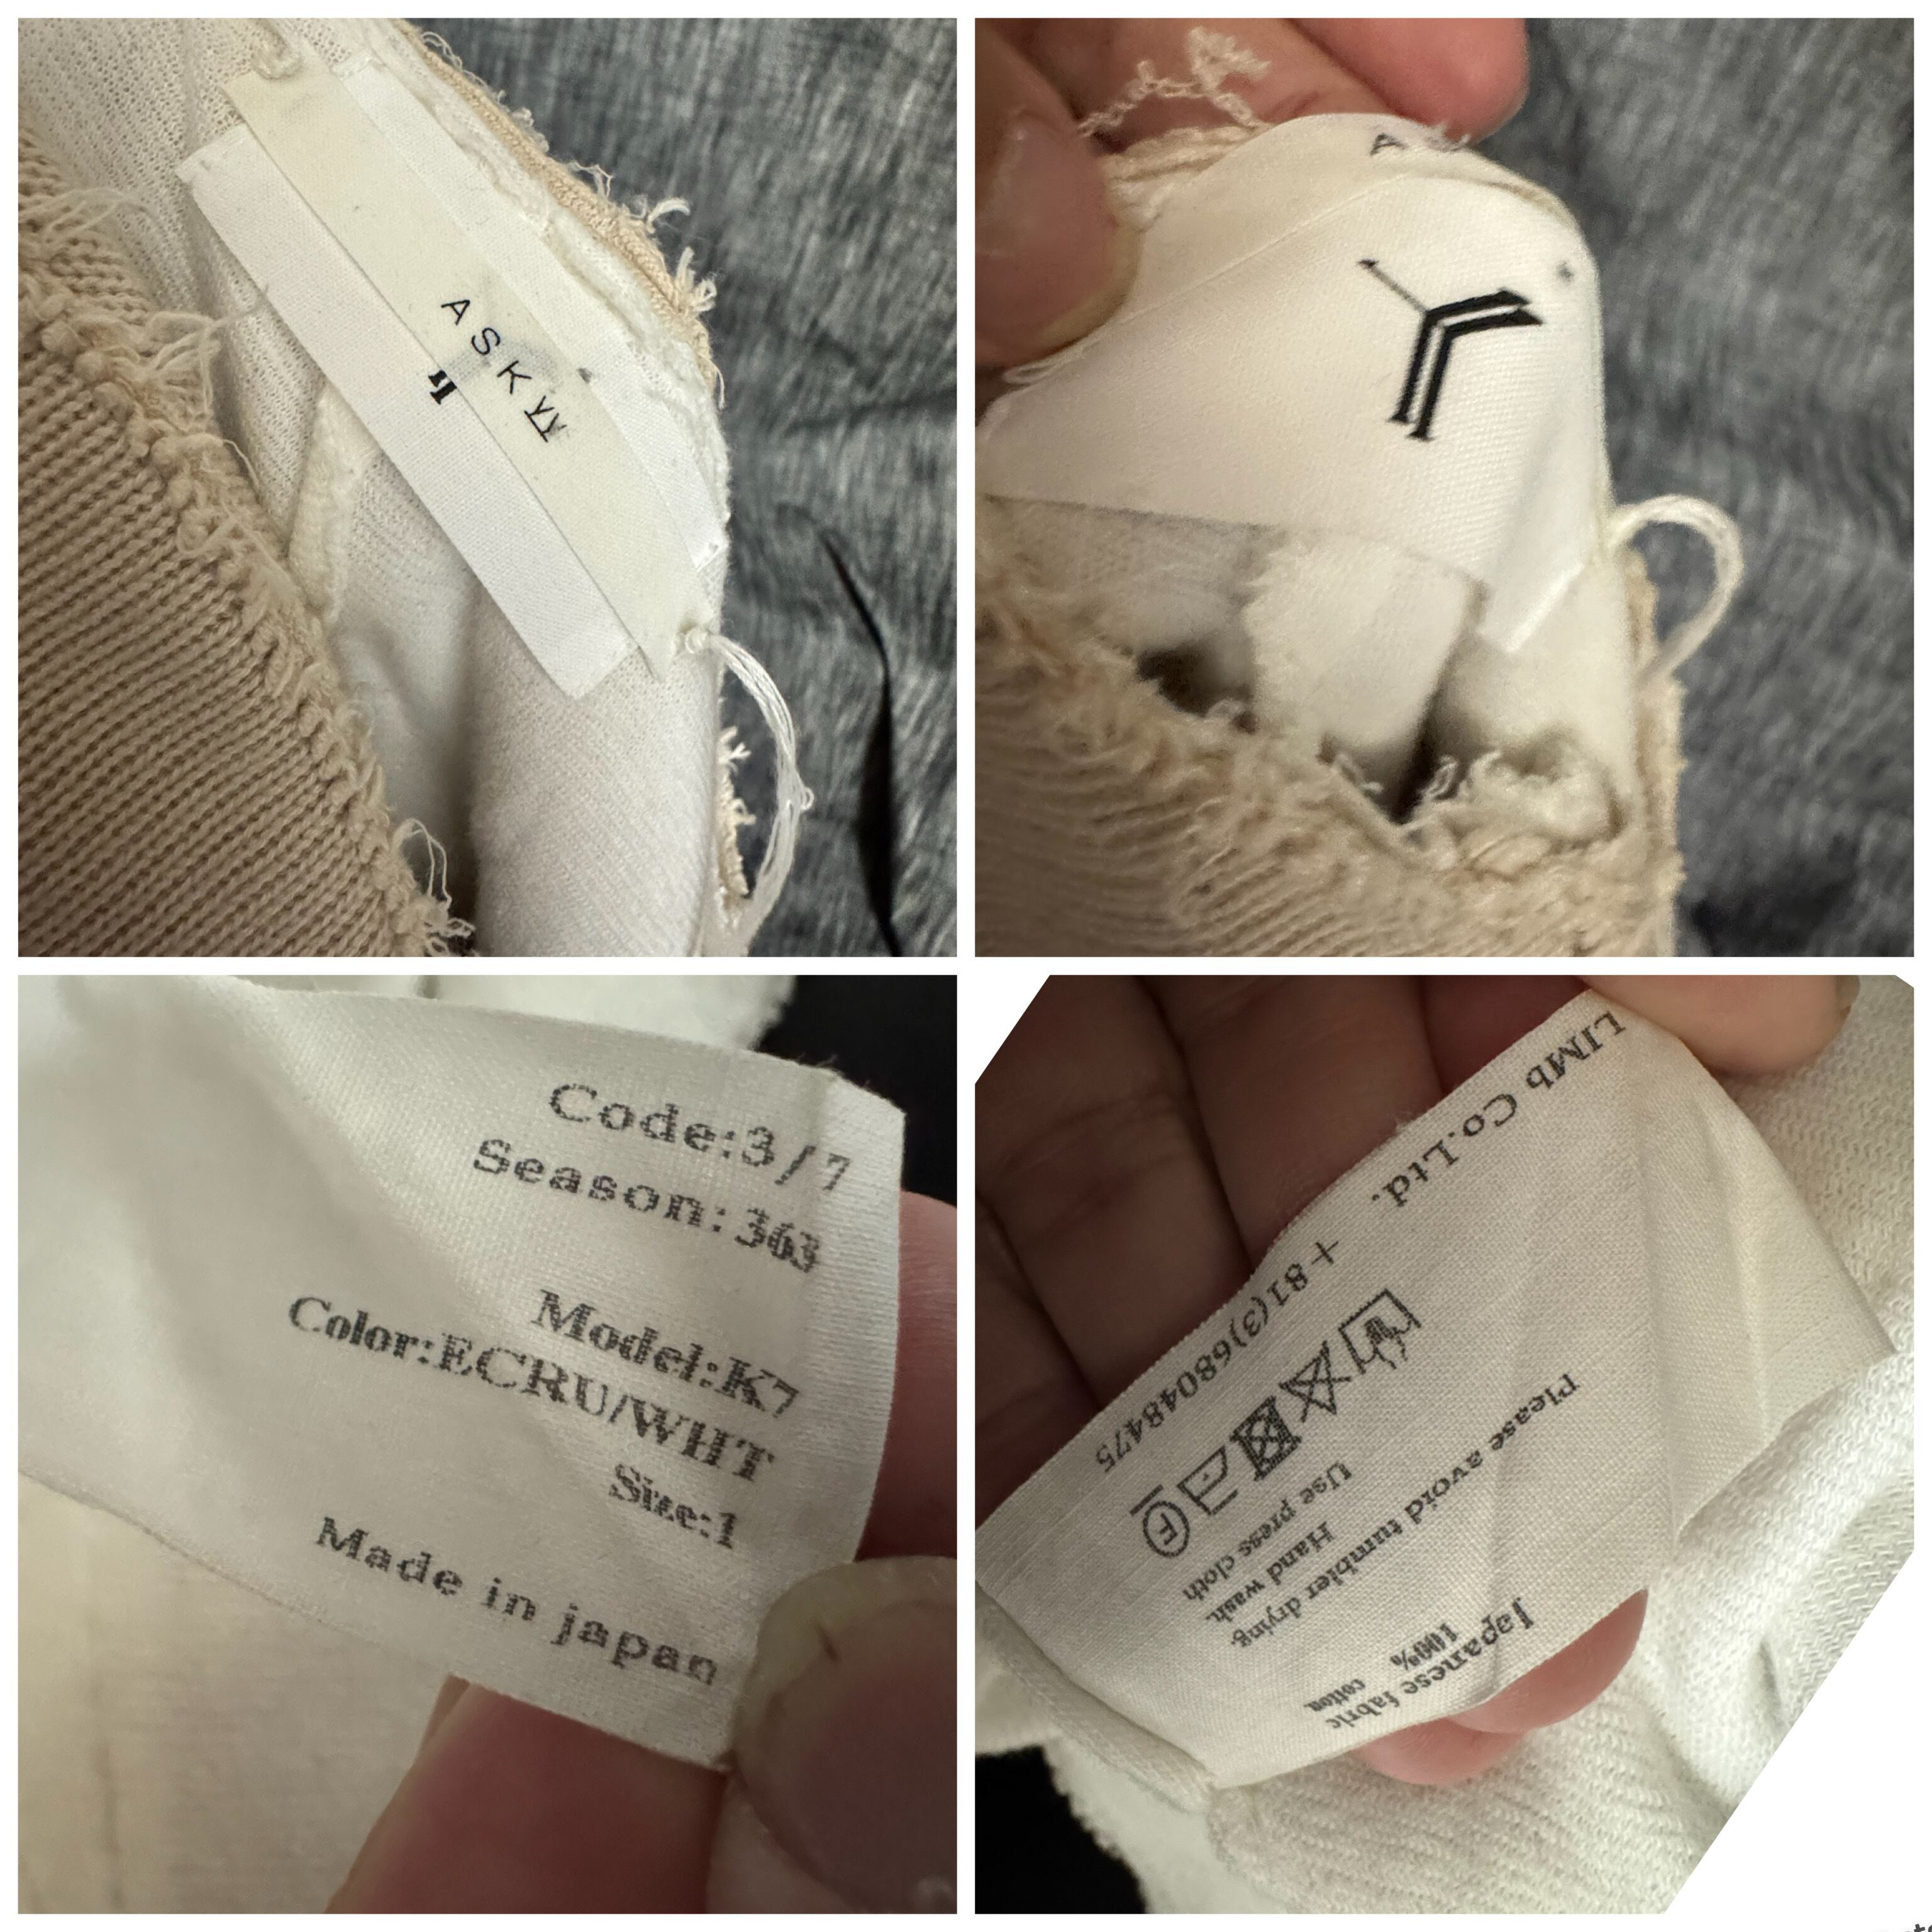 ASKYY
Y
Code:3/7
Season:363
Model:K7
Color:ECRU/WHT
Size:1
Made in japan
LIMb Co.Ltd.
+81(3)68048475
Please avoid tumbler drying.
Hand wash.
Use press cloth
Japanese fabric
100%
cotton.